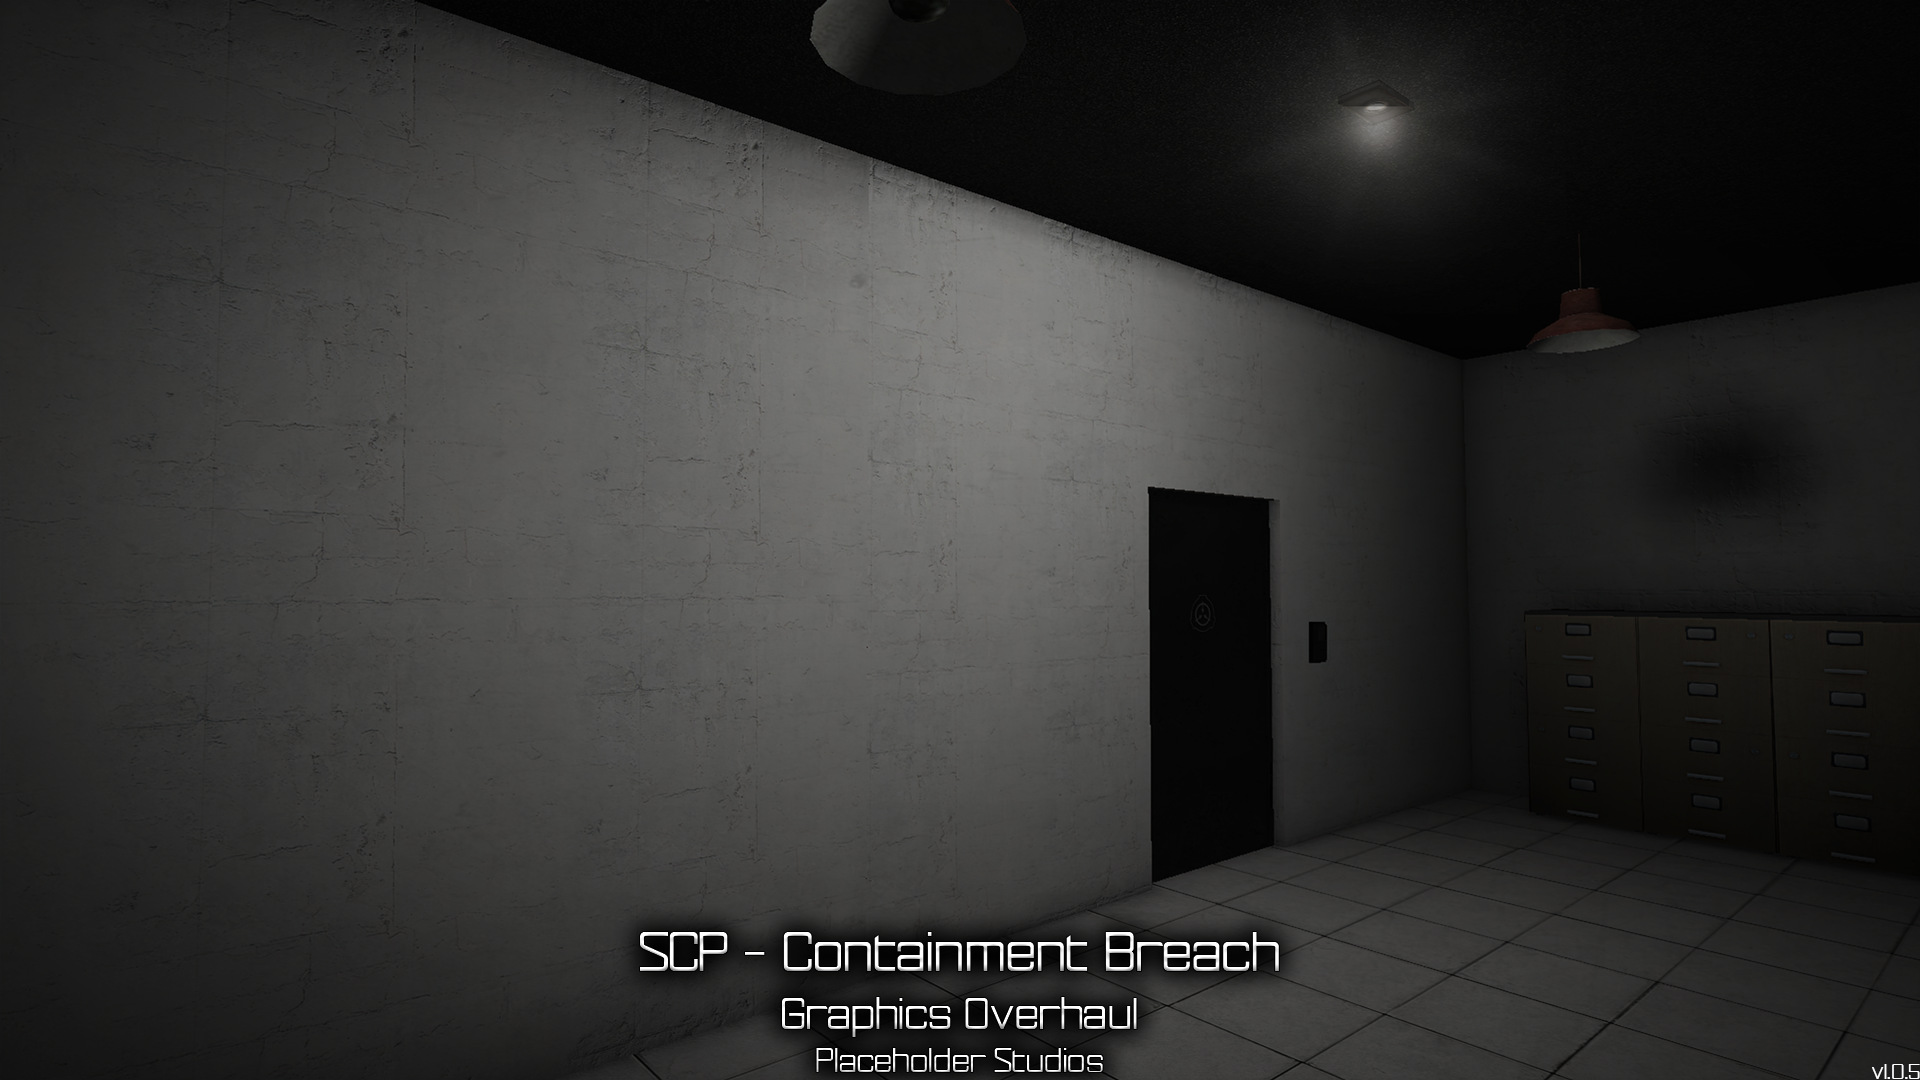 SCP - Containment Breach
Graphics Overhaul
Placeholder Studios
v1.0.5